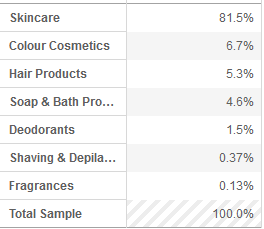 Skincare 81.5%
Colour Cosmetics 6.7%
Hair Products 5.3%
Soap & Bath Pro... 4.6%
Deodorants 1.5%
Shaving & Depila... 0.37%
Fragrances 0.13%
Total Sample 100.0%